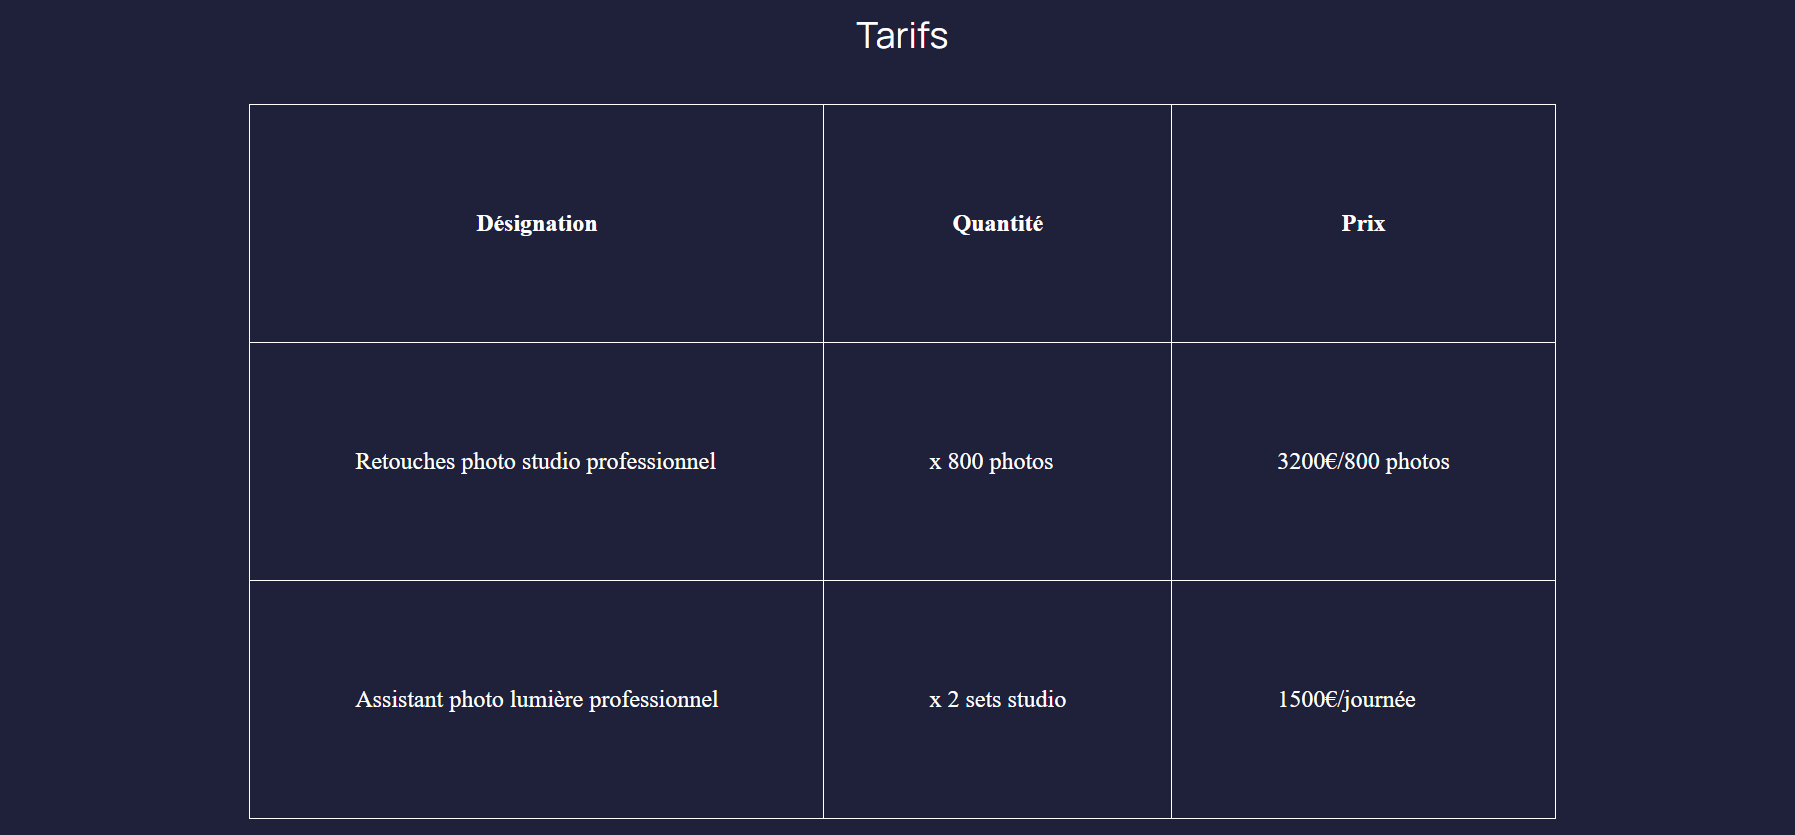 Tarifs
Désignation
Quantité
Prix
Retouches photo studio professionnel
x 800 photos
3200€/800 photos
Assistant photo lumière professionnel
x 2 sets studio
1500€/journée